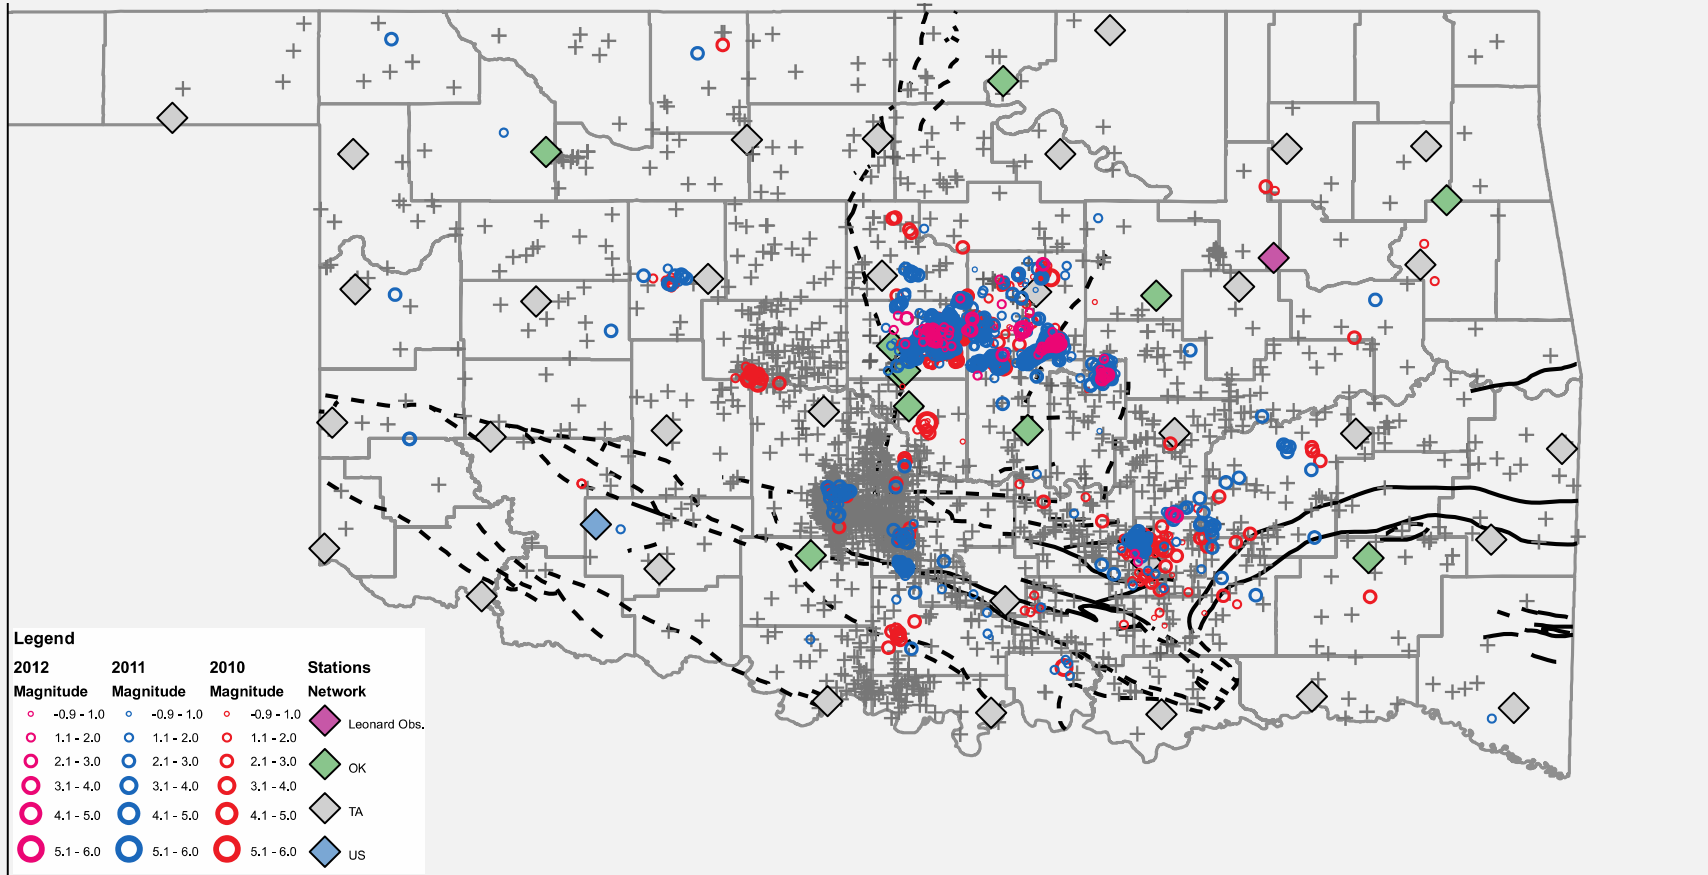 Legend
2012 2011 2010 Stations
Magnitude Magnitude Magnitude Network
-0.9 - 1.0 -0.9 - 1.0 -0.9 - 1.0 Leonard Obs.
1.1 - 2.0 1.1 - 2.0 1.1 - 2.0
2.1 - 3.0 2.1 - 3.0 2.1 - 3.0 OK
3.1 - 4.0 3.1 - 4.0 3.1 - 4.0
4.1 - 5.0 4.1 - 5.0 4.1 - 5.0 TA
5.1 - 6.0 5.1 - 6.0 5.1 - 6.0 US